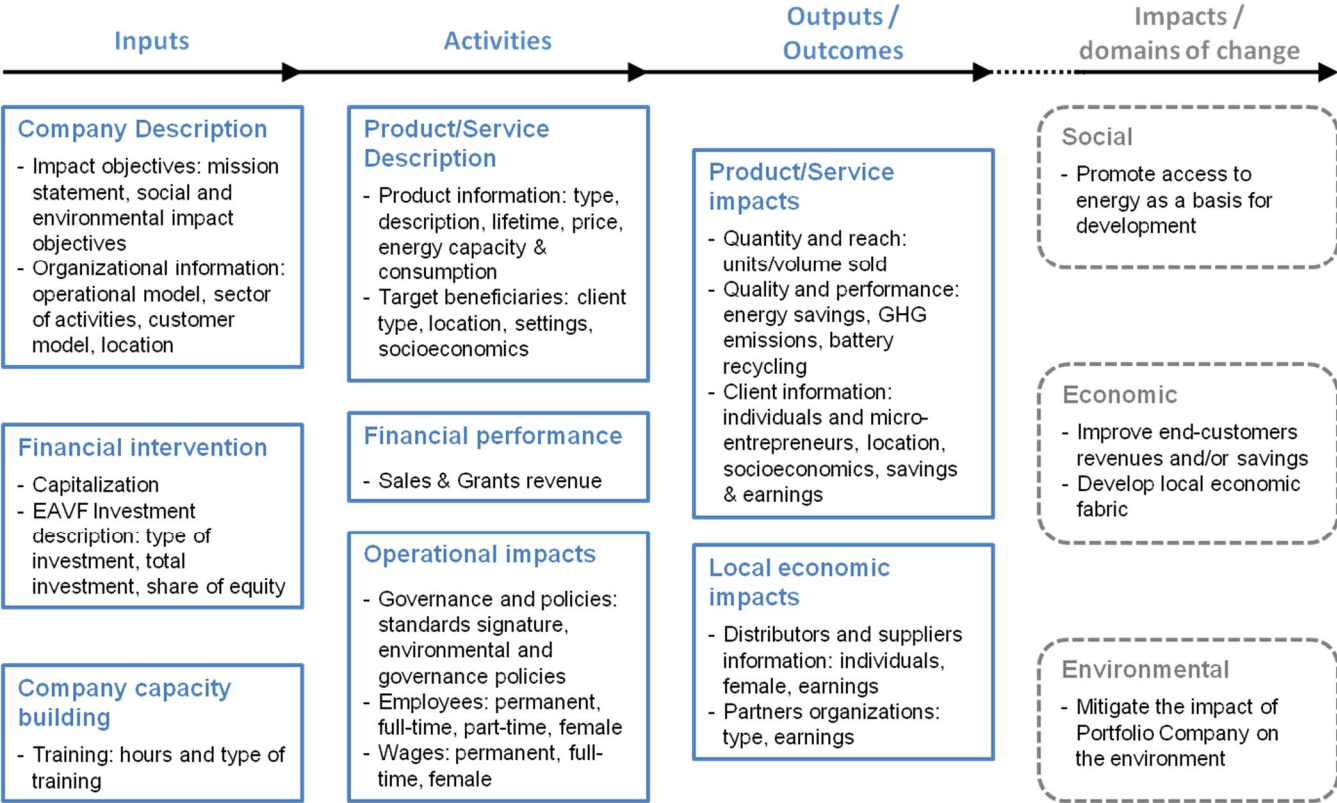 Inputs
Activities
Outputs /
Outcomes
Impacts /
domains of change
Company Description
- Impact objectives: mission
statement, social and
environmental impact
objectives
- Organizational information:
operational model, sector
of activities, customer
model, location
Financial intervention
- Capitalization
- EAVF Investment
description: type of
investment, total
investment, share of equity
Company capacity
building
- Training: hours and type of
training
Product/Service
Description
- Product information: type,
description, lifetime, price,
energy capacity &
consumption
- Target beneficiaries: client
type, location, settings,
socioeconomics
Financial performance
- Sales & Grants revenue
Operational impacts
- Governance and policies:
standards signature,
environmental and
governance policies
- Employees: permanent,
full-time, part-time, female
- Wages: permanent, full-
time, female
Product/Service
impacts
- Quantity and reach:
units/volume sold
- Quality and performance:
energy savings, GHG
emissions, battery
recycling
- Client information:
individuals and micro-
entrepreneurs, location,
socioeconomics, savings
& earnings
Local economic
impacts
- Distributors and suppliers
information: individuals,
female, earnings
- Partners organizations:
type, earnings
Social
- Promote access to
energy as a basis for
development
Economic
- Improve end-customers
revenues and/or savings
- Develop local economic
fabric
Environmental
- Mitigate the impact of
Portfolio Company on
the environment